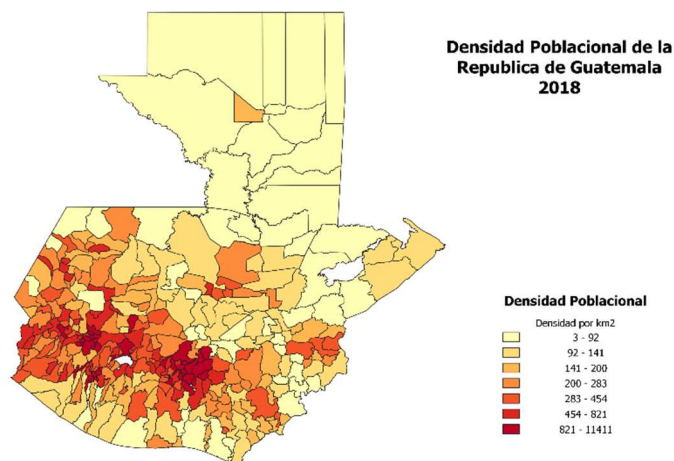 Densidad Poblacional de la
Republica de Guatemala
2018
Densidad Poblacional
Densidad por km2
3 - 92
92 - 141
141 - 200
200 - 283
283 - 454
454 - 821
821 - 11411